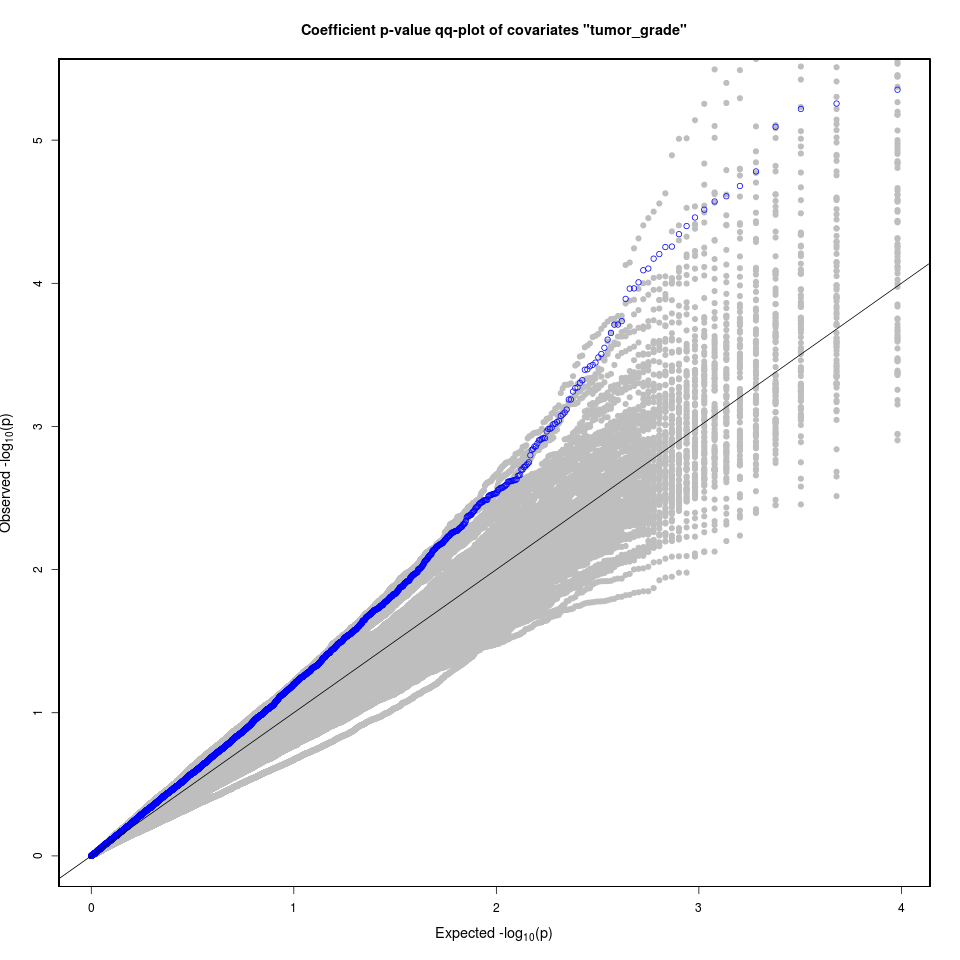 Coefficient p-value qq-plot of covariates "tumor_grade"
Observed -log10(p)
5
4
3
2
1
0
0 1 2 3 4
Expected -log10(p)